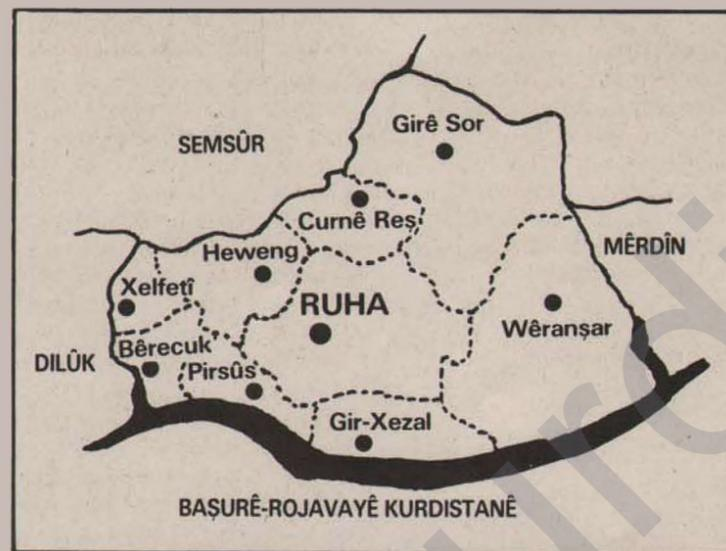 Girê Sor
SEMSÛR
Curnê Reş
Heweng
MÊRDÎN
Xelfetî
RUHA
Wêranşar
Bêrecuk
DILÛK
Pirsûs
Gir-Xezal
BAŞURÊ-ROJAVAYÊ KURDISTANÊ